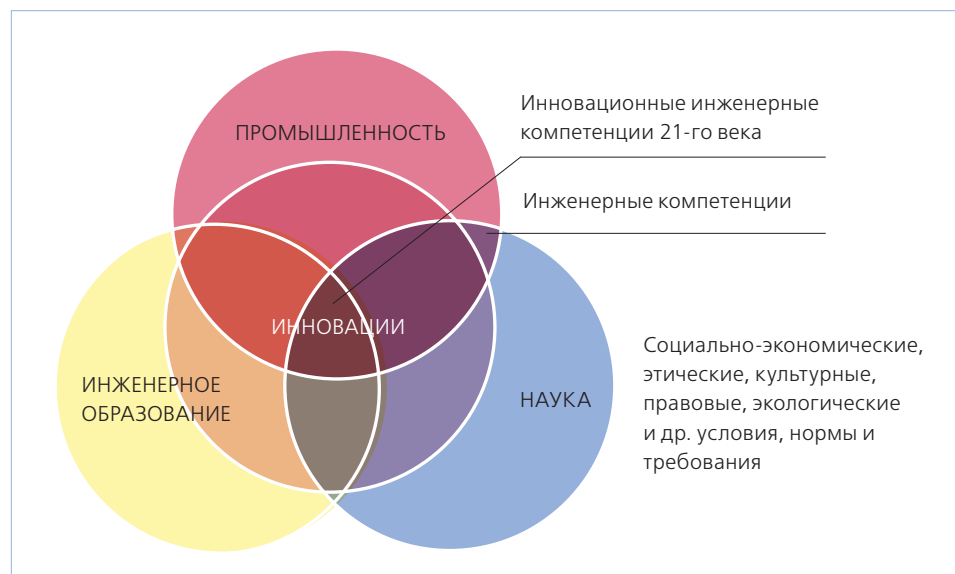 ПРОМЫШЛЕННОСТЬ
Инновационные инженерные
компетенции 21-го века
Инженерные компетенции
ИННОВАЦИИ
ИНЖЕНЕРНОЕ
ОБРАЗОВАНИЕ
НАУКА
Социально-экономические,
этические, культурные,
правовые, экологические
и др. условия, нормы и
требования